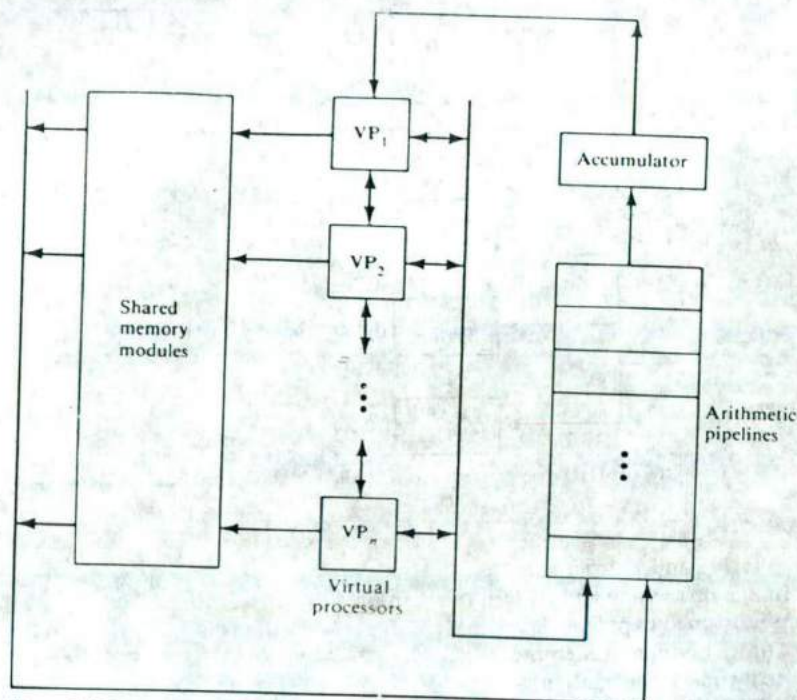 VP₁
Accumulator
VP₂
Shared
memory
modules
Arithmetic
pipelines
VPₙ
Virtual
processors